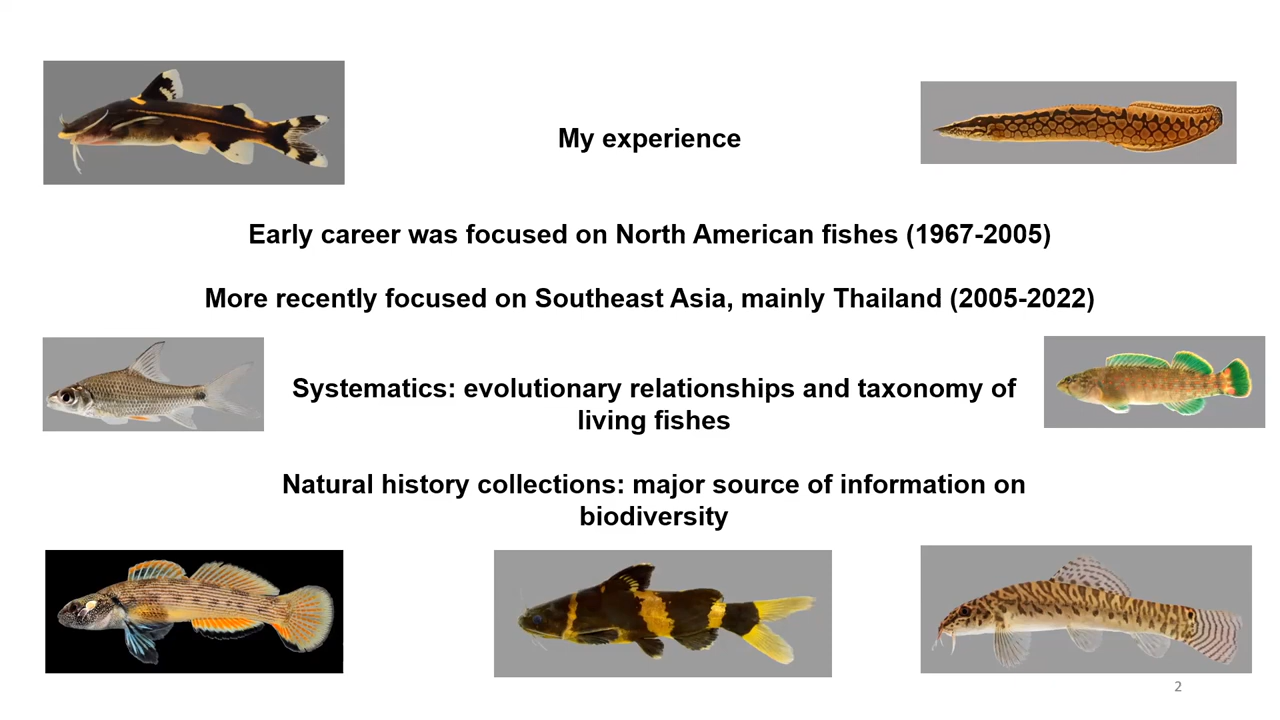 My experience
Early career was focused on North American fishes (1967-2005)
More recently focused on Southeast Asia, mainly Thailand (2005-2022)
Systematics: evolutionary relationships and taxonomy of
living fishes
Natural history collections: major source of information on
biodiversity
2